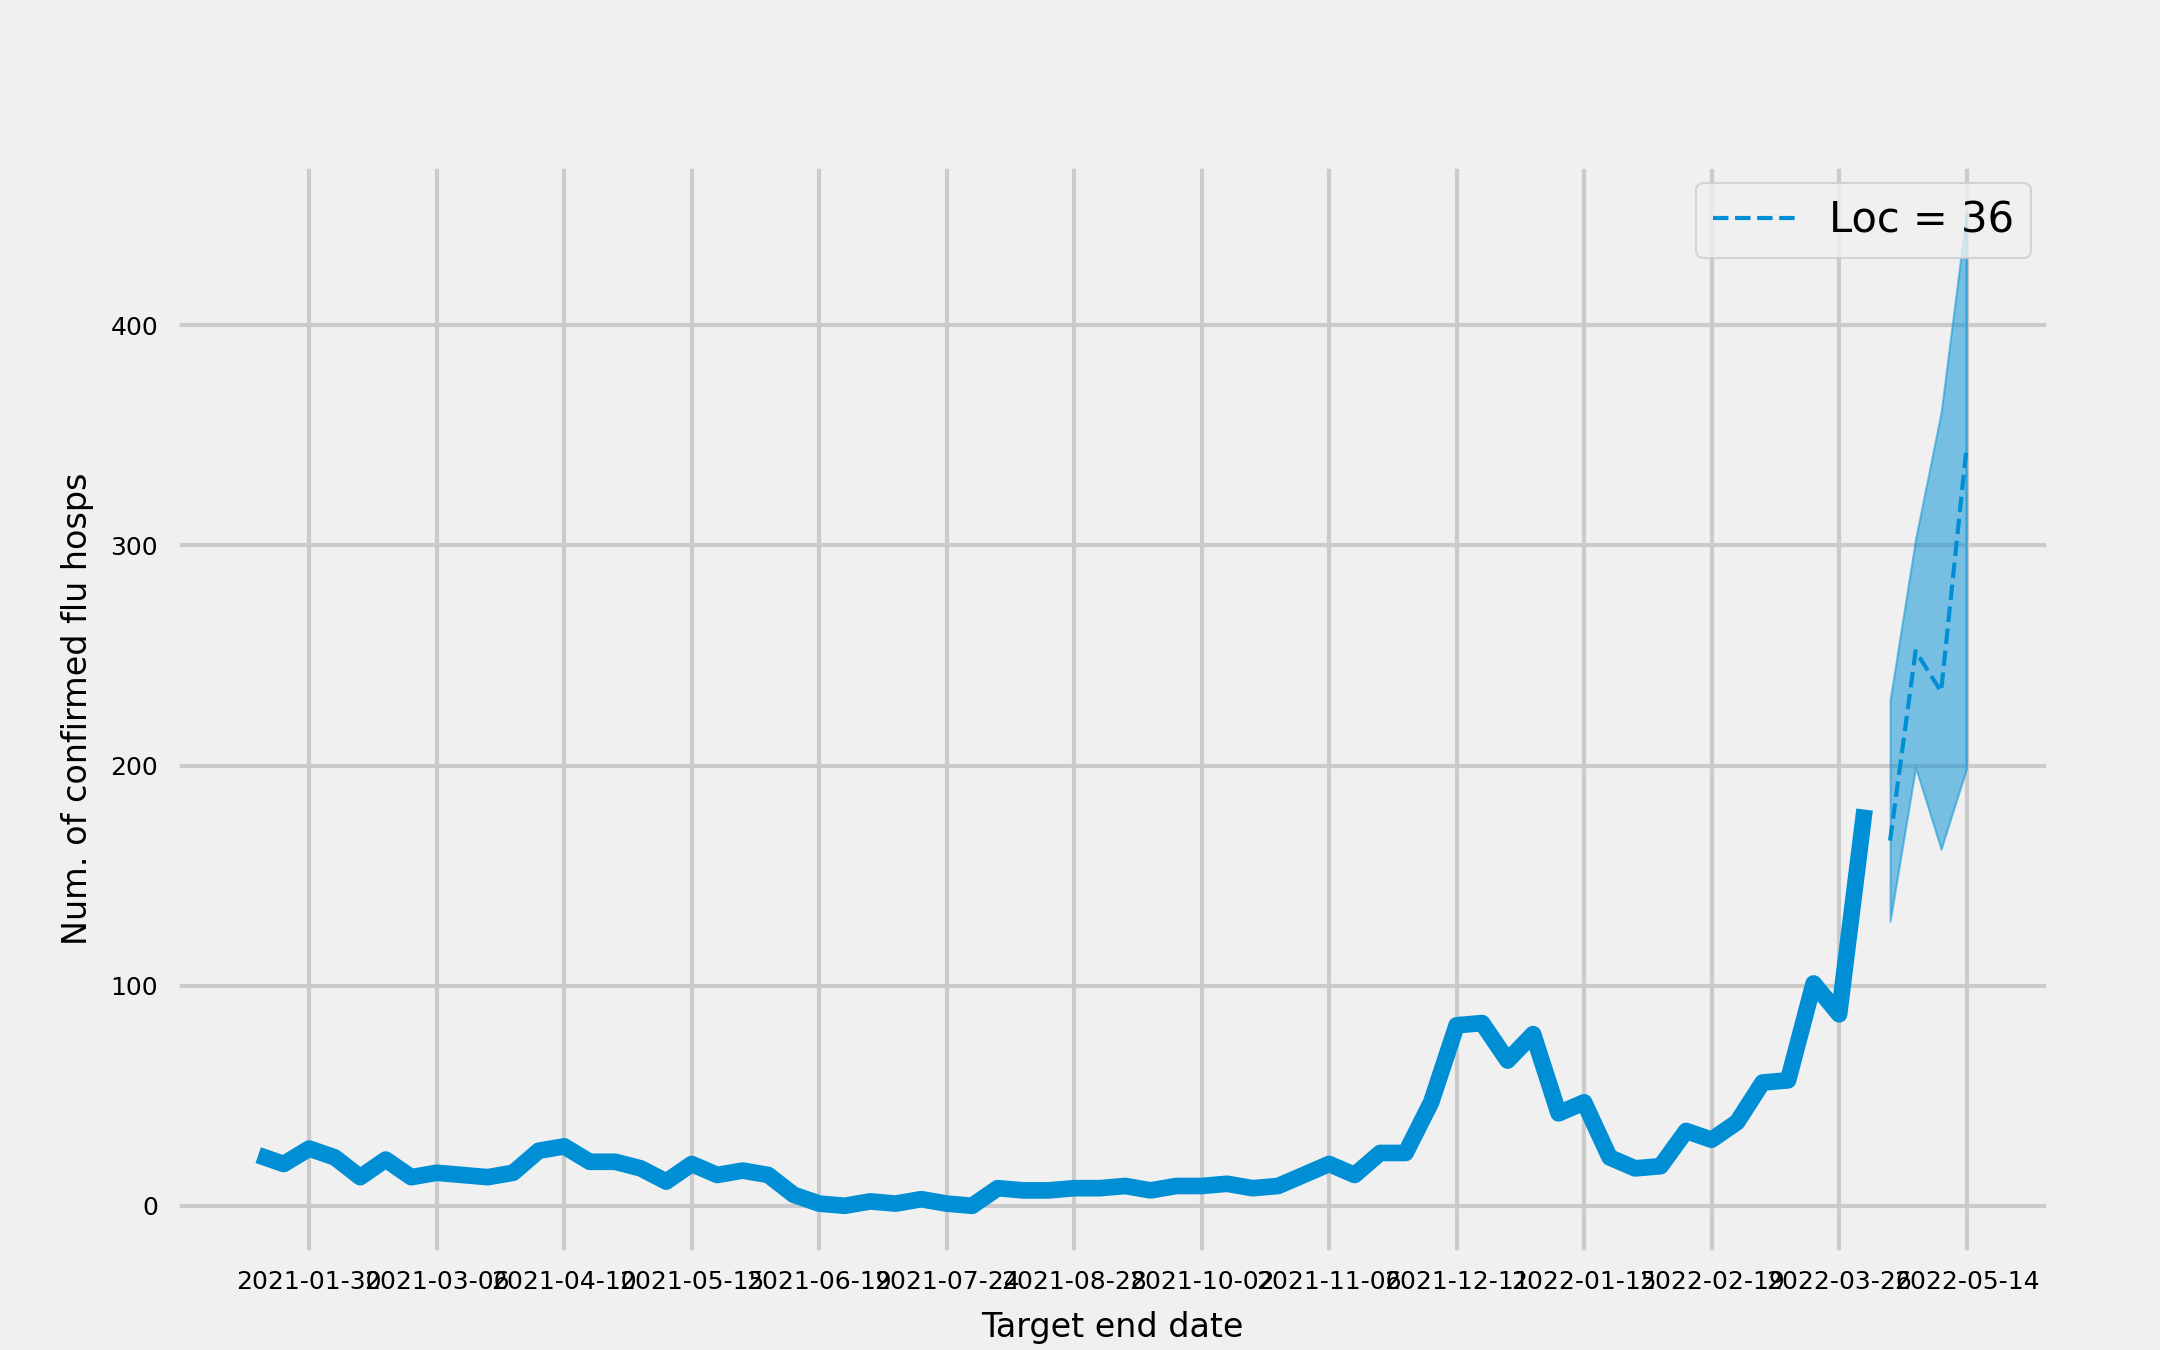 Loc = 36
400
300
200
100
0
Num. of confirmed flu hosps
2021-01-30 2021-03-06 2021-04-10 2021-05-15 2021-06-19 2021-07-24 2021-08-28 2021-10-02 2021-11-06 2021-12-11 2022-01-15 2022-02-19 2022-03-26 2022-05-14
Target end date